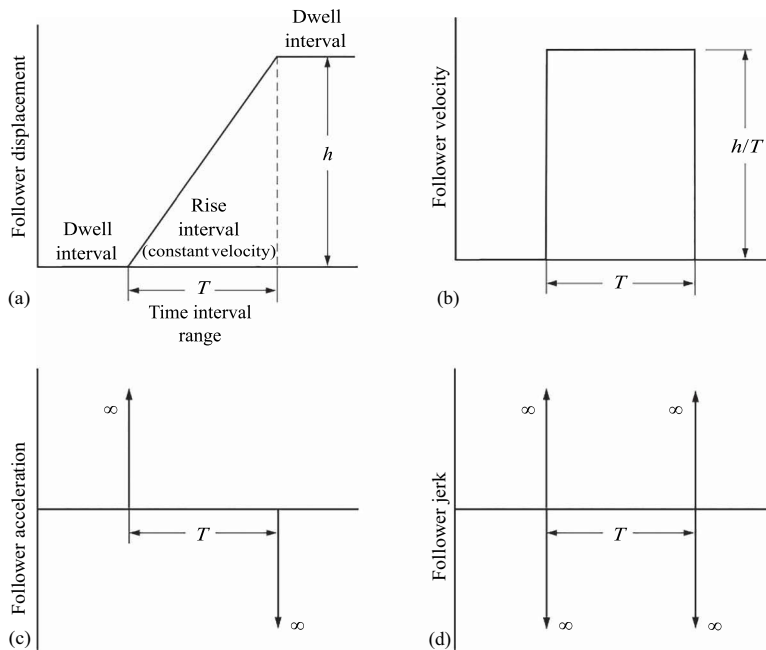 Dwell
interval
Follower displacement
h
Rise
interval
(constant velocity)
Dwell
interval
T
(a)
Time interval
range
Follower velocity
h/T
T
(b)
Follower acceleration
∞
T
∞
(c)
Follower jerk
∞
∞
T
∞
∞
(d)